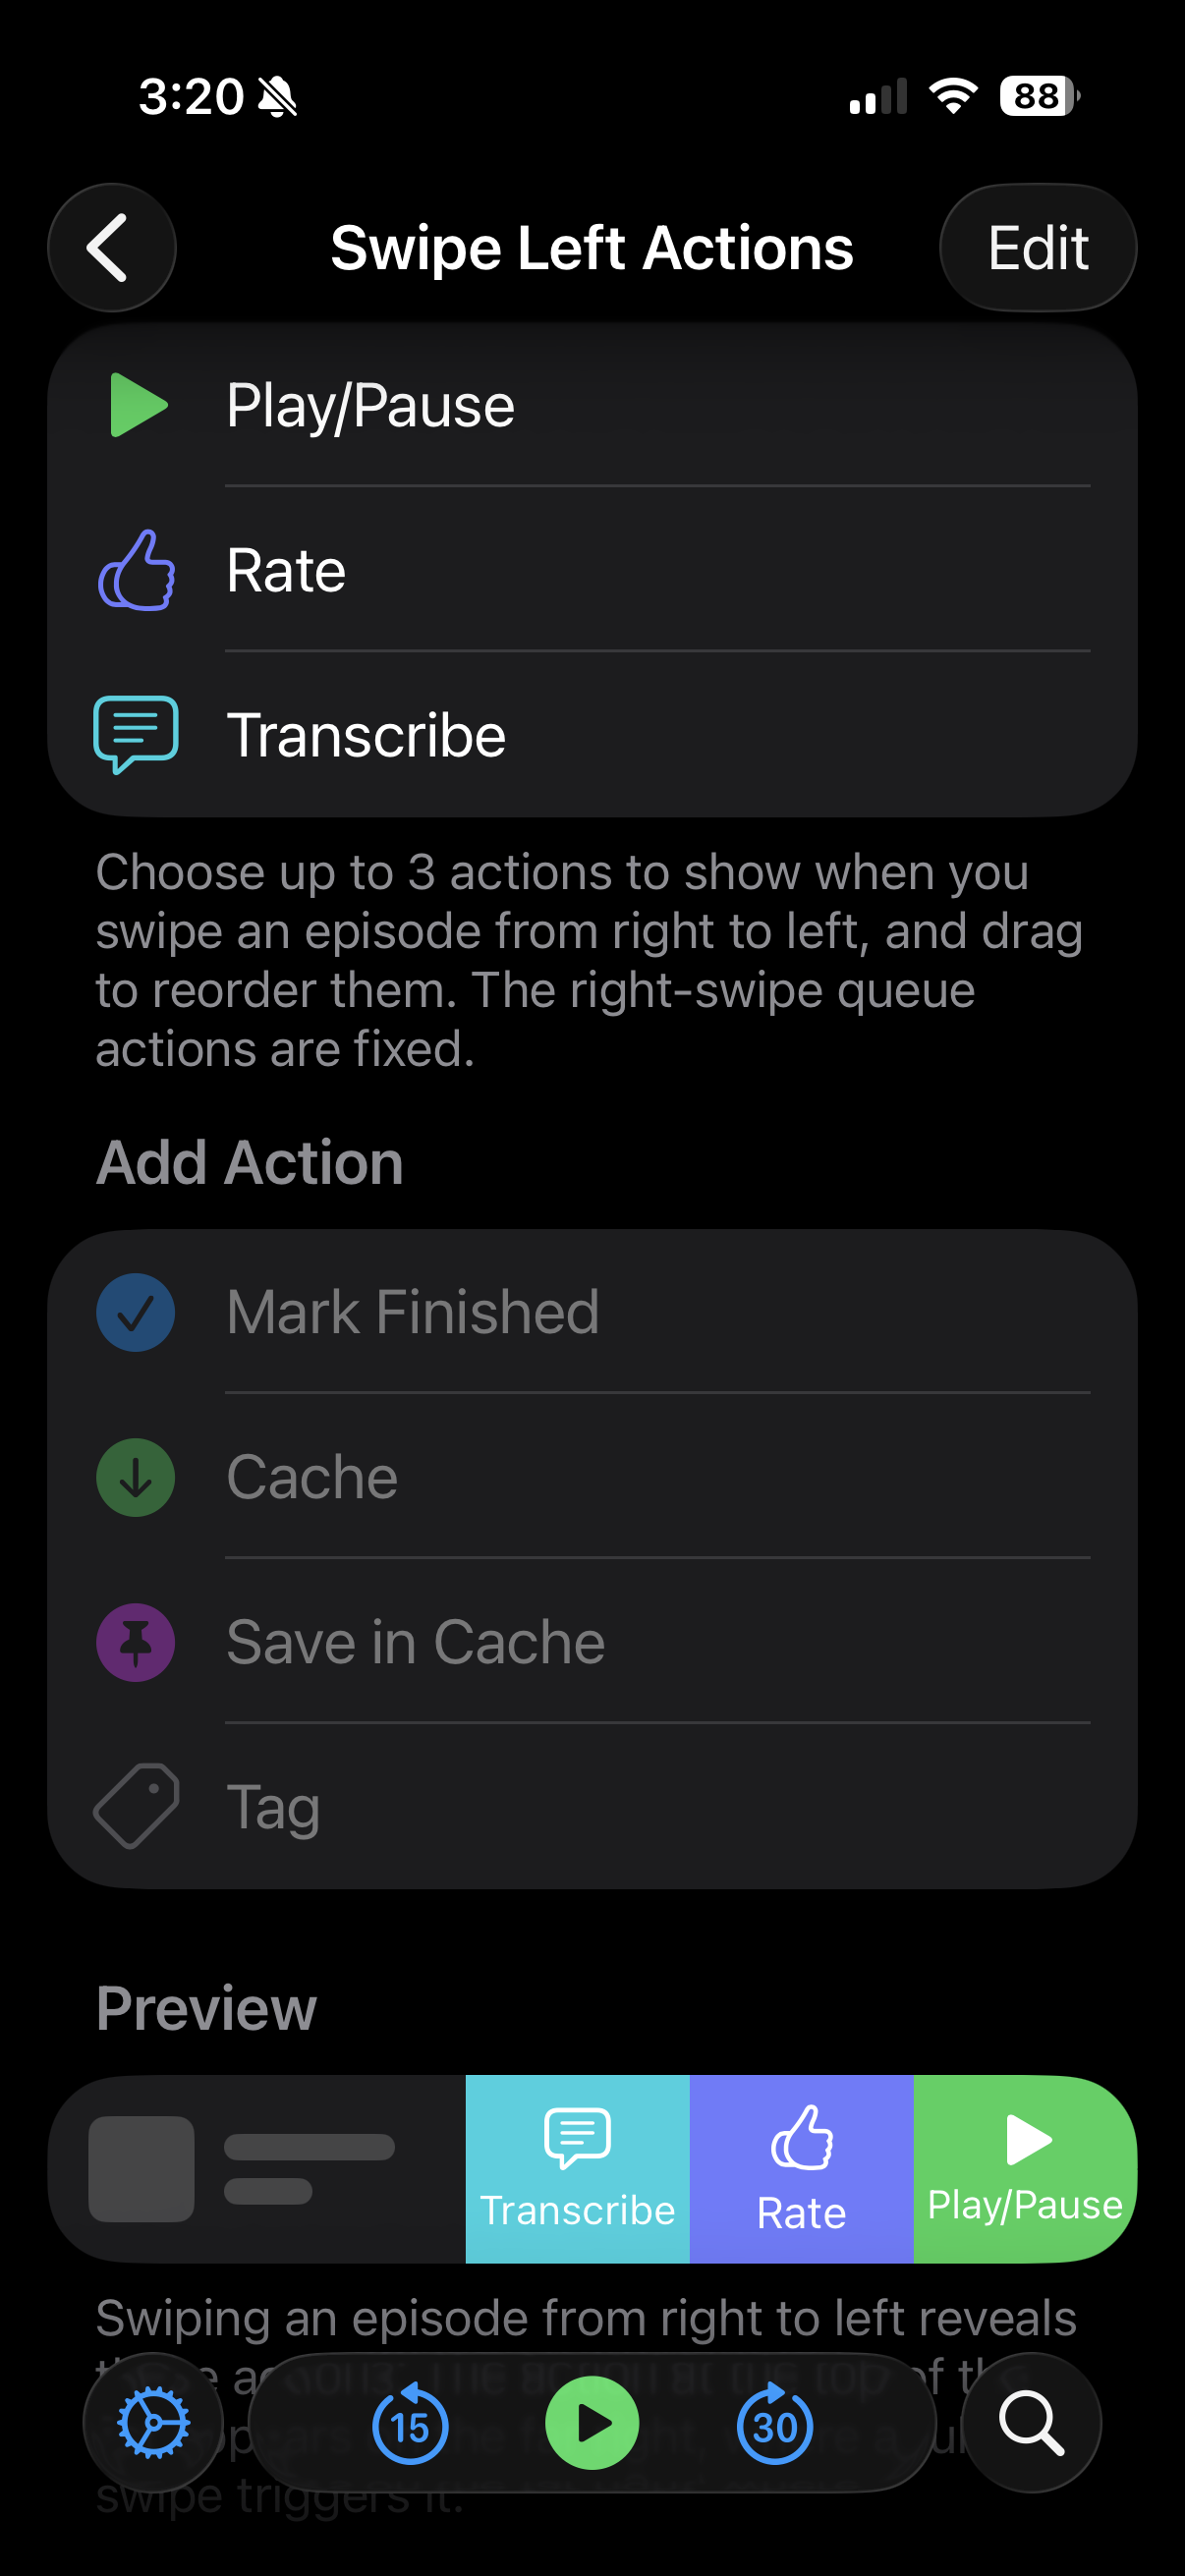 3:20
88
Swipe Left Actions
Edit
Play/Pause
Rate
Transcribe
Choose up to 3 actions to show when you
swipe an episode from right to left, and drag
to reorder them. The right-swipe queue
actions are fixed.
Add Action
Mark Finished
Cache
Save in Cache
Tag
Preview
Transcribe
Rate
Play/Pause
Swiping an episode from right to left reveals
15
30
swipe triggers it.